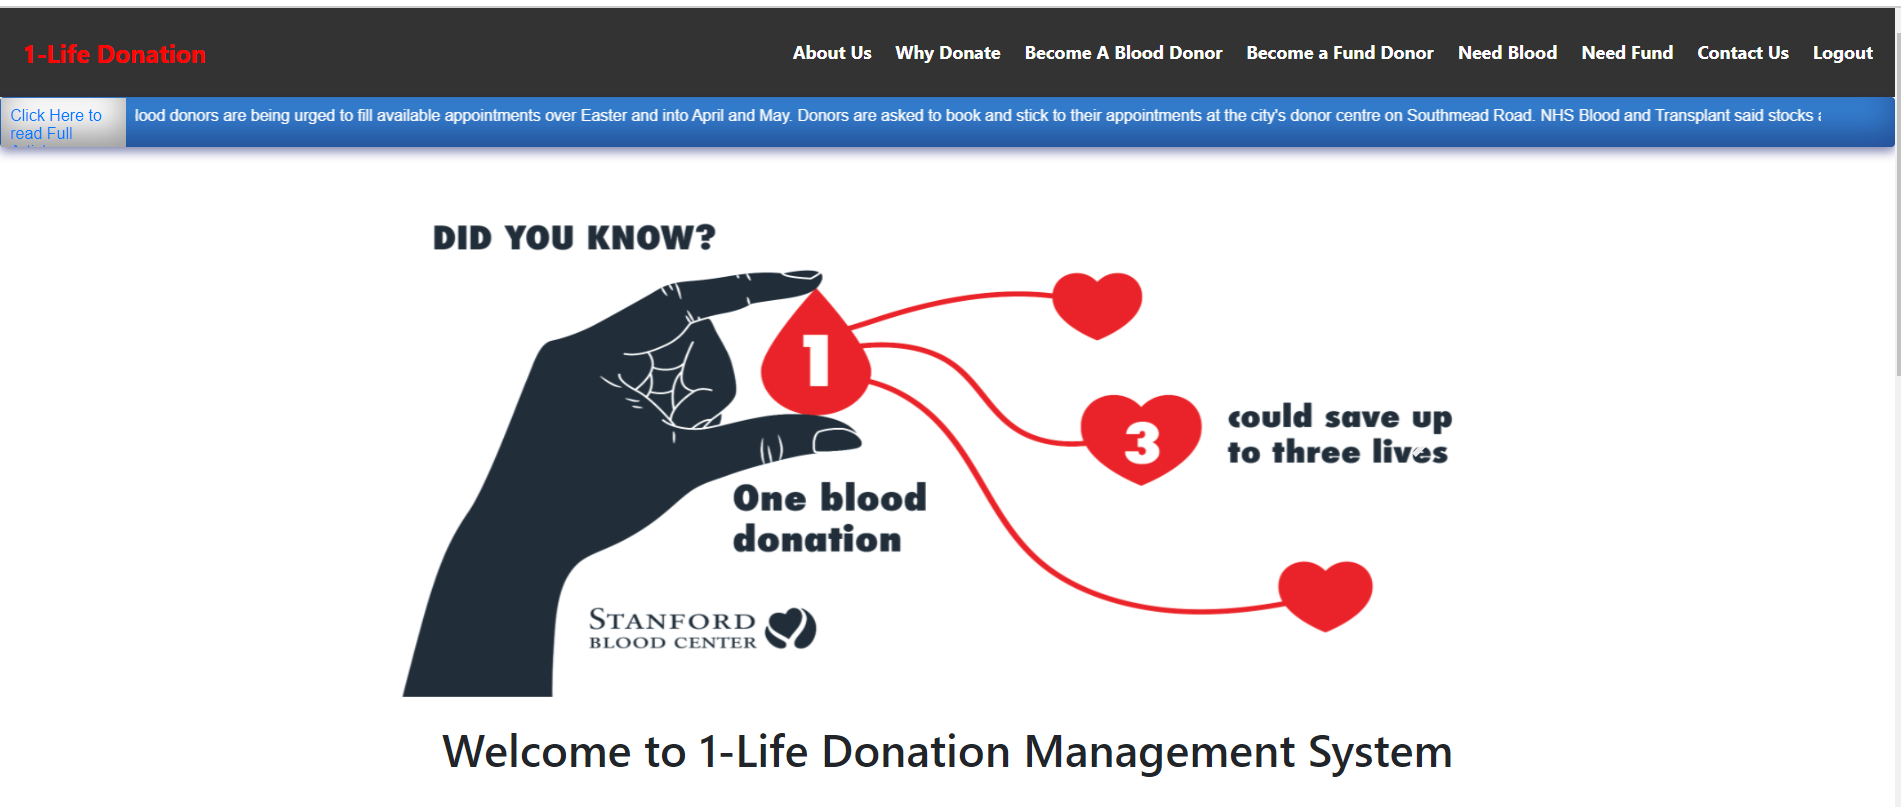 1-Life Donation
About Us Why Donate Become A Blood Donor Become a Fund Donor Need Blood Need Fund Contact Us Logout
Click Here to
read Full
lood donors are being urged to fill available appointments over Easter and into April and May. Donors are asked to book and stick to their appointments at the city's donor centre on Southmead Road. NHS Blood and Transplant said stocks
DID YOU KNOW?
1
3
could save up
to three lives
One blood
donation
STANFORD
BLOOD CENTER
Welcome to 1-Life Donation Management System